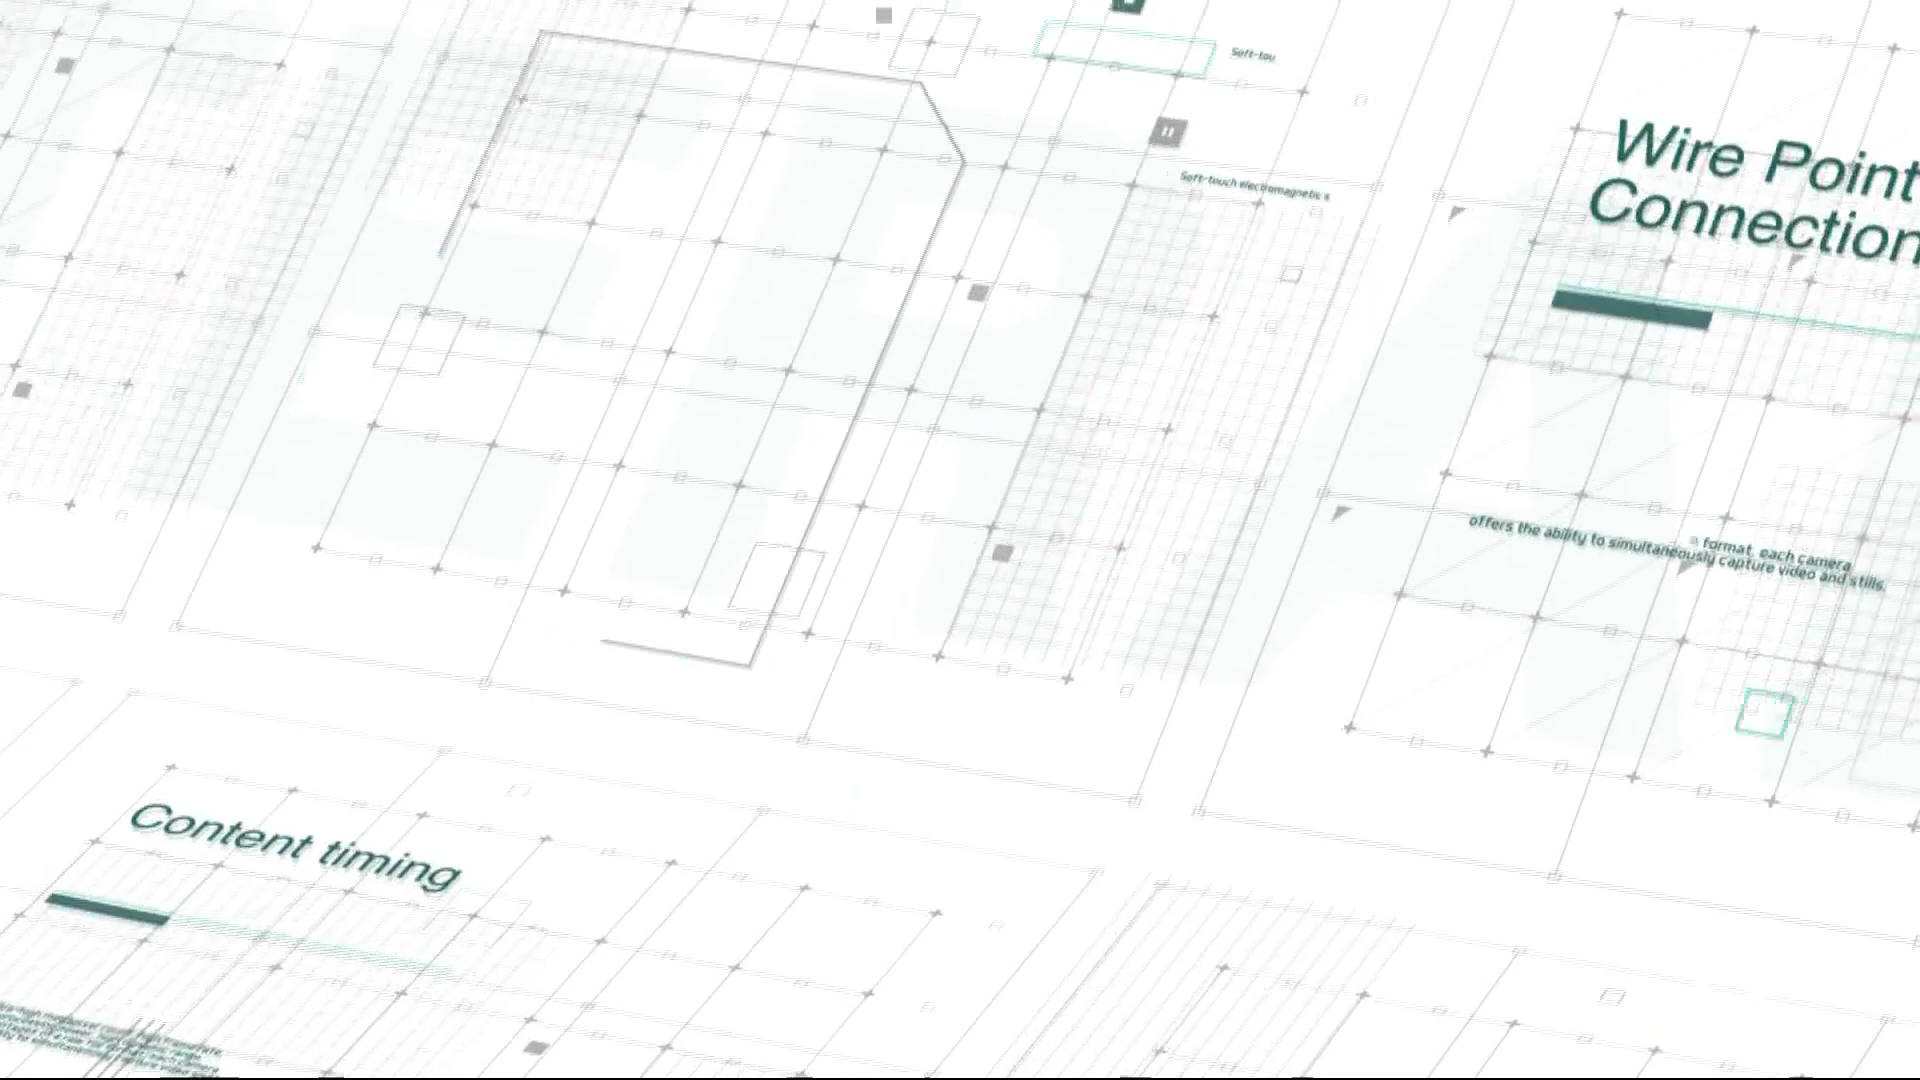 Soft-tou
Soft-touch electromagnetic s
Wire Point
Connection
offers the ability to simultaneously capture video and stills.
format, each camera
Content timing